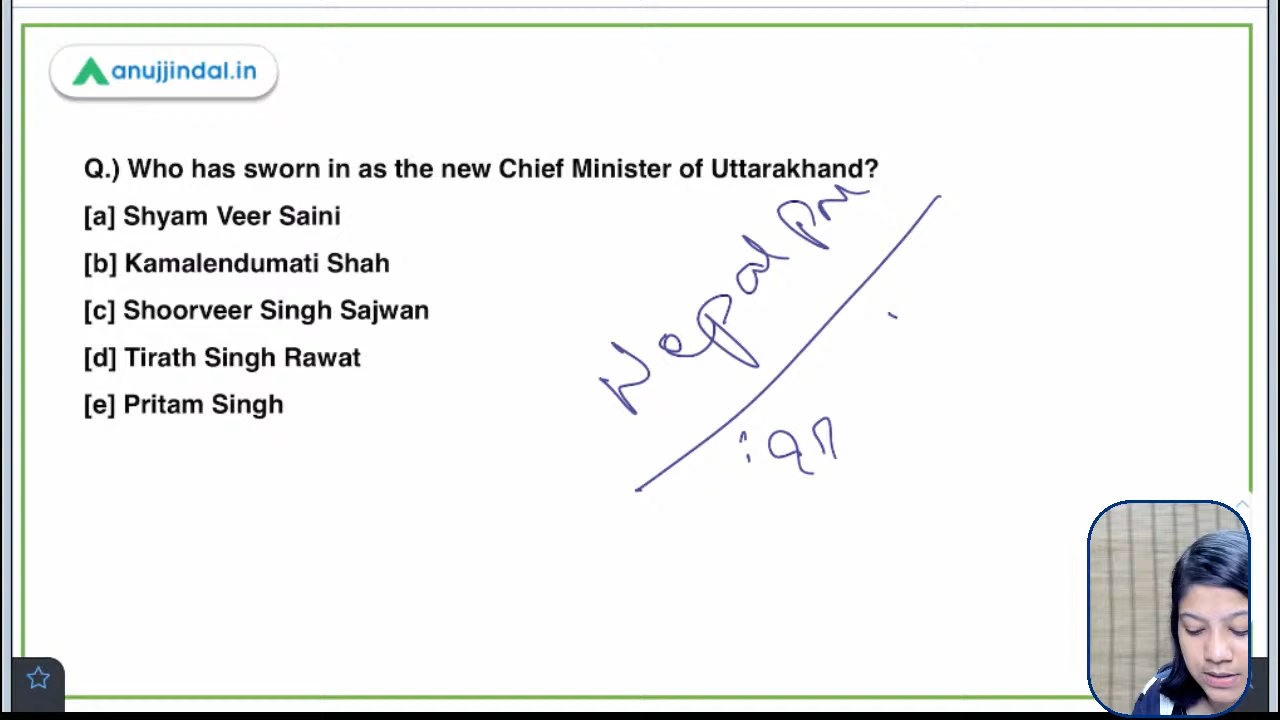 anujjindal.in
Q.) Who has sworn in as the new Chief Minister of Uttarakhand?
[a] Shyam Veer Saini
[b] Kamalendumati Shah
[c] Shoorveer Singh Sajwan
[d] Tirath Singh Rawat
[e] Pritam Singh
Nepal PM